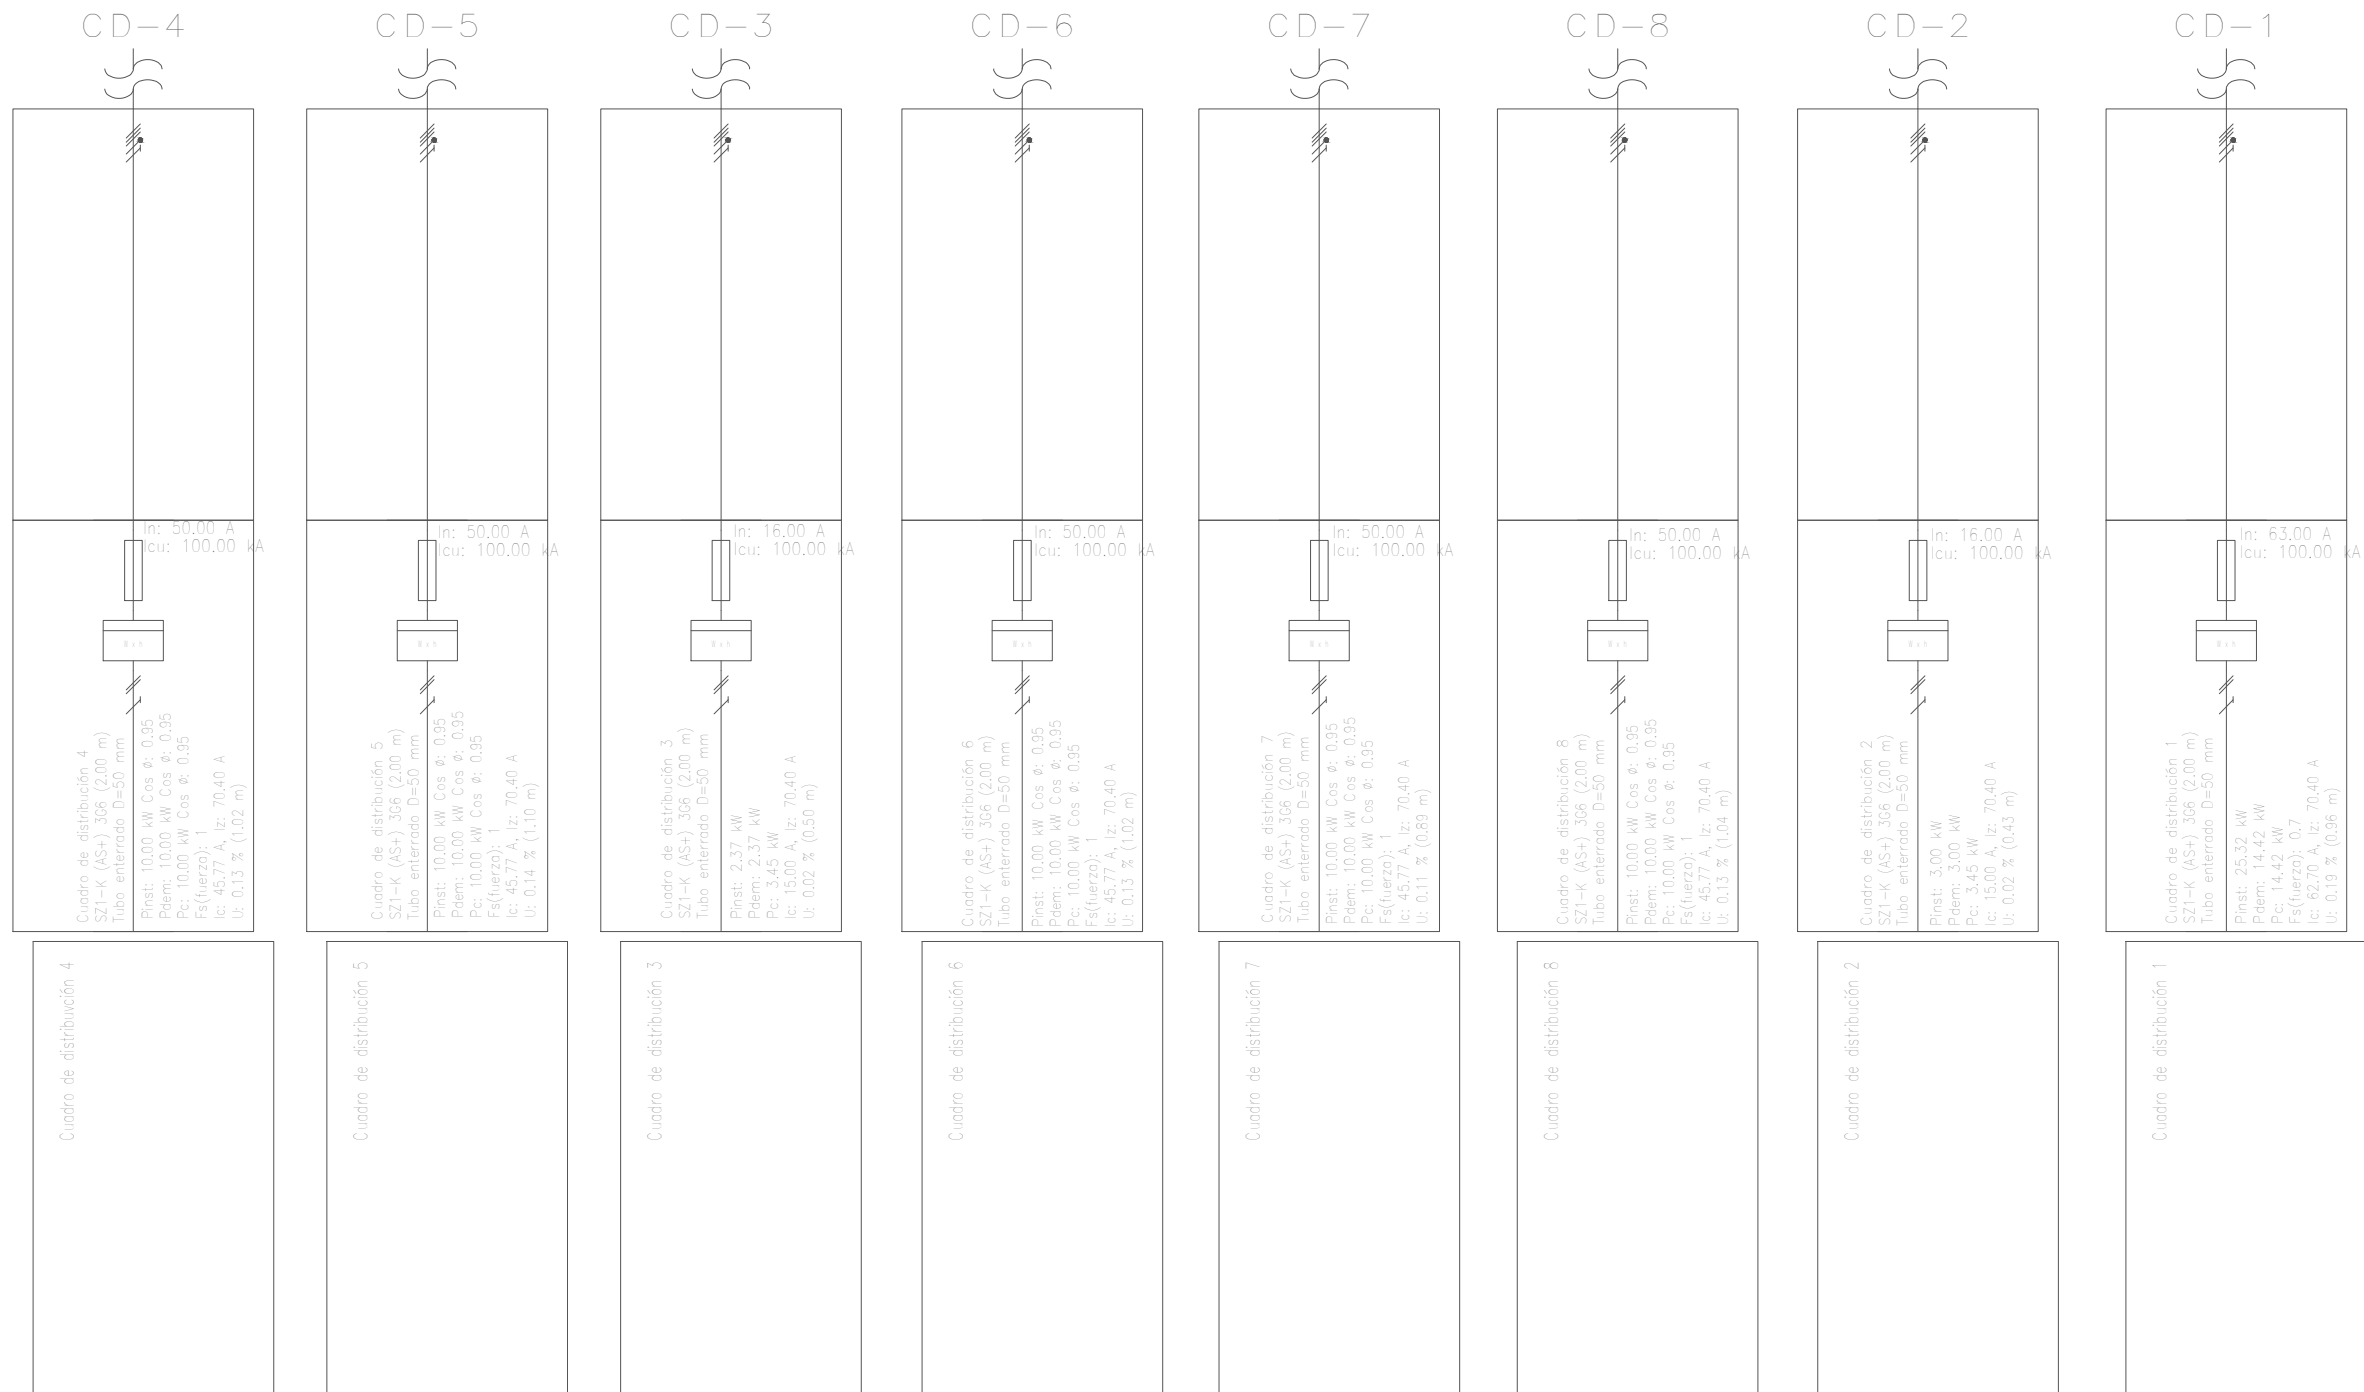 CD-4
In: 50.00 A
Icu: 100.00 kA
W x h
Cuadro de distribución 4
SZ1-K (AS+) 3G6 (2.00 m)
Tubo enterrado D=50 mm
Pinst: 10.00 kW Cos ø: 0.95
Pdem: 10.00 kW Cos ø: 0.95
Pc: 10.00 kW Cos ø: 0.95
Fs(fuerza): 1
Ic: 45.77 A, Iz: 70.40 A
U: 0.13 % (1.02 m)
Cuadro de distribuvción 4
CD-5
In: 50.00 A
Icu: 100.00 kA
W x h
Cuadro de distribución 5
SZ1-K (AS+) 3G6 (2.00 m)
Tubo enterrado D=50 mm
Pinst: 10.00 kW Cos ø: 0.95
Pdem: 10.00 kW Cos ø: 0.95
Pc: 10.00 kW Cos ø: 0.95
Fs(fuerza): 1
Ic: 45.77 A, Iz: 70.40 A
U: 0.14 % (1.10 m)
Cuadro de distribución 5
CD-3
In: 16.00 A
Icu: 100.00 kA
W x h
Cuadro de distribución 3
SZ1-K (AS+) 3G6 (2.00 m)
Tubo enterrado D=50 mm
Pinst: 2.37 kW
Pdem: 2.37 kW
Pc: 3.45 kW
Ic: 15.00 A, Iz: 70.40 A
U: 0.02 % (0.50 m)
Cuadro de distribución 3
CD-6
In: 50.00 A
Icu: 100.00 kA
W x h
Cuadro de distribución 6
SZ1-K (AS+) 3G6 (2.00 m)
Tubo enterrado D=50 mm
Pinst: 10.00 kW Cos ø: 0.95
Pdem: 10.00 kW Cos ø: 0.95
Pc: 10.00 kW Cos ø: 0.95
Fs(fuerza): 1
Ic: 45.77 A, Iz: 70.40 A
U: 0.13 % (1.02 m)
Cuadro de distribución 6
CD-7
In: 50.00 A
Icu: 100.00 kA
W x h
Cuadro de distribución 7
SZ1-K (AS+) 3G6 (2.00 m)
Tubo enterrado D=50 mm
Pinst: 10.00 kW Cos ø: 0.95
Pdem: 10.00 kW Cos ø: 0.95
Pc: 10.00 kW Cos ø: 0.95
Fs(fuerza): 1
Ic: 45.77 A, Iz: 70.40 A
U: 0.11 % (0.89 m)
Cuadro de distribución 7
CD-8
In: 50.00 A
Icu: 100.00 kA
W x h
Cuadro de distribución 8
SZ1-K (AS+) 3G6 (2.00 m)
Tubo enterrado D=50 mm
Pinst: 10.00 kW Cos ø: 0.95
Pdem: 10.00 kW Cos ø: 0.95
Pc: 10.00 kW Cos ø: 0.95
Fs(fuerza): 1
Ic: 45.77 A, Iz: 70.40 A
U: 0.13 % (1.04 m)
Cuadro de distribución 8
CD-2
In: 16.00 A
Icu: 100.00 kA
W x h
Cuadro de distribución 2
SZ1-K (AS+) 3G6 (2.00 m)
Tubo enterrado D=50 mm
Pinst: 3.00 kW
Pdem: 3.00 kW
Pc: 3.45 kW
Ic: 15.00 A, Iz: 70.40 A
U: 0.02 % (0.43 m)
Cuadro de distribución 2
CD-1
In: 63.00 A
Icu: 100.00 kA
W x h
Cuadro de distribución 1
SZ1-K (AS+) 3G6 (2.00 m)
Tubo enterrado D=50 mm
Pinst: 25.32 kW
Pdem: 14.42 kW
Pc: 14.42 kW
Fs(fuerza): 0.7
Ic: 62.70 A, Iz: 70.40 A
U: 0.19 % (0.96 m)
Cuadro de distribución 1